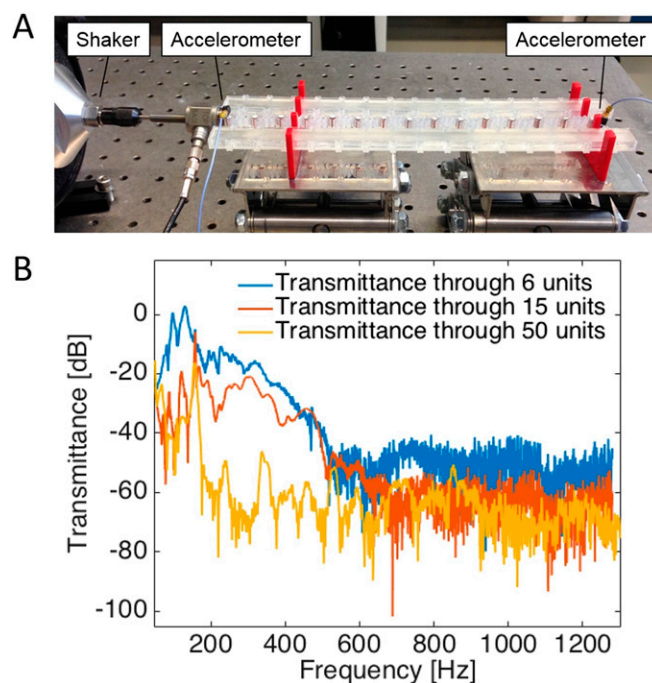 A
Shaker
Accelerometer
Accelerometer
B
Transmittance through 6 units
Transmittance through 15 units
Transmittance through 50 units
0
-20
-40
-60
-80
-100
Transmittance [dB]
200
400
600
800
1000
1200
Frequency [Hz]